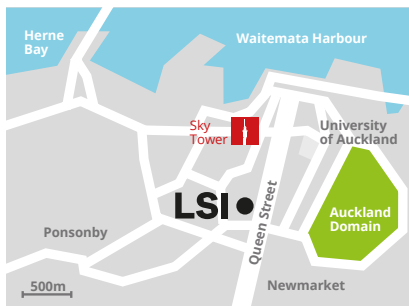 Herne
Bay
Waitemata Harbour
Sky
Tower
University
of Auckland
LSI
Queen Street
Auckland
Domain
Ponsonby
500m
Newmarket